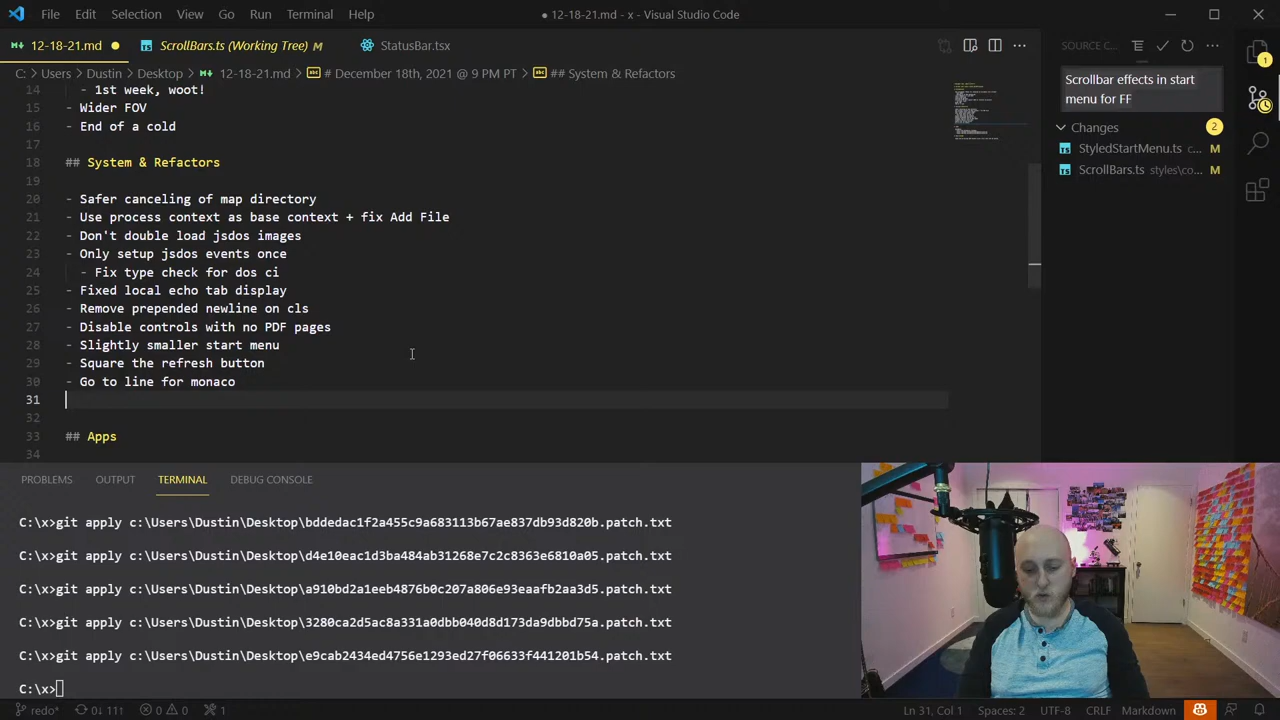 File Edit Selection View Go Run Terminal Help
● 12-18-21.md - x - Visual Studio Code
12-18-21.md
ScrollBars.ts (Working Tree) M
StatusBar.tsx
C: > Users > Dustin > Desktop > 12-18-21.md > # December 18th, 2021 @ 9 PM PT > ## System & Refactors
14 - 1st week, woot!
15 - Wider FOV
16 - End of a cold
17
18 ## System & Refactors
19
20 - Safer canceling of map directory
21 - Use process context as base context + fix Add File
22 - Don't double load jsdos images
23 - Only setup jsdos events once
24 - Fix type check for dos ci
25 - Fixed local echo tab display
26 - Remove prepended newline on cls
27 - Disable controls with no PDF pages
28 - Slightly smaller start menu
29 - Square the refresh button
30 - Go to line for monaco
31
32
33 ## Apps
34
SOURCE C...
Scrollbar effects in start
menu for FF
Changes 2
StyledStartMenu.ts c... M
ScrollBars.ts styles\co... M
1
PROBLEMS OUTPUT TERMINAL DEBUG CONSOLE
C:\x>git apply c:\Users\Dustin\Desktop\bddedac1f2a455c9a683113b67ae837db93d820b.patch.txt
C:\x>git apply c:\Users\Dustin\Desktop\d4e10eac1d3ba484ab31268e7c2c8363e6810a05.patch.txt
C:\x>git apply c:\Users\Dustin\Desktop\a910bd2a1eeb4876b0c207a806e93eaafb2aa3d5.patch.txt
C:\x>git apply c:\Users\Dustin\Desktop\3280ca2d5ac8a331a0dbb040d8d173da9dbbd75a.patch.txt
C:\x>git apply c:\Users\Dustin\Desktop\e9cab2434ed4756e1293ed27f06633f441201b54.patch.txt
C:\x>
redo* 0↓ 11↑ 0 0 1
Ln 31, Col 1 Spaces: 2 UTF-8 CRLF Markdown